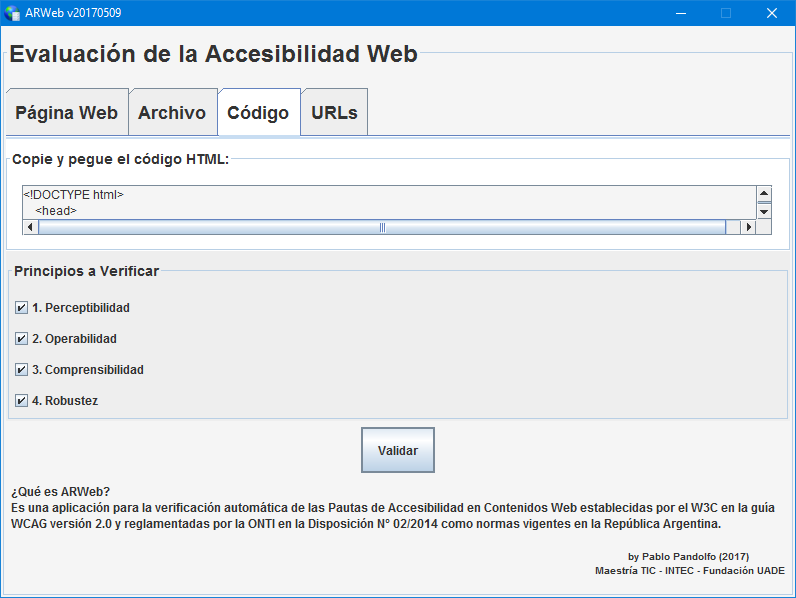 ARWeb v20170509
Evaluación de la Accesibilidad Web
Página Web
Archivo
Código
URLs
Copie y pegue el código HTML:
<!DOCTYPE html>
<head>
Principios a Verificar
1. Perceptibilidad
2. Operabilidad
3. Comprensibilidad
4. Robustez
Validar
¿Qué es ARWeb?
Es una aplicación para la verificación automática de las Pautas de Accesibilidad en Contenidos Web establecidas por el W3C en la guía
WCAG versión 2.0 y reglamentadas por la ONTI en la Disposición N° 02/2014 como normas vigentes en la República Argentina.
by Pablo Pandolfo (2017)
Maestría TIC - INTEC - Fundación UADE